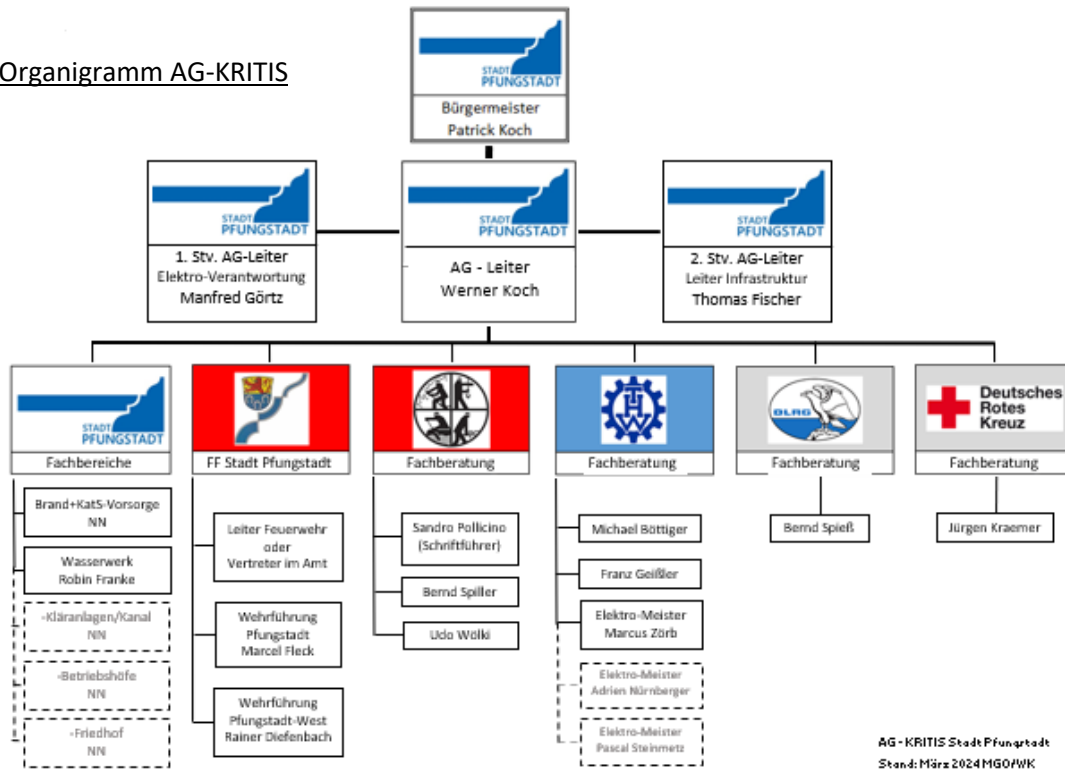 Organigramm AG-KRITIS
STADT
PFUNGSTADT
Bürgermeister
Patrick Koch
STADT
PFUNGSTADT
1. Stv. AG-Leiter
Elektro-Verantwortung
Manfred Görtz
STADT
PFUNGSTADT
AG - Leiter
Werner Koch
STADT
PFUNGSTADT
2. Stv. AG-Leiter
Leiter Infrastruktur
Thomas Fischer
STADT
PFUNGSTADT
Fachbereiche
Brand+KatS-Vorsorge
NN
Wasserwerk
Robin Franke
-Kläranlagen/Kanal
NN
-Betriebshöfe
NN
-Friedhof
NN
FF Stadt Pfungstadt
Leiter Feuerwehr
oder
Vertreter im Amt
Wehrführung
Pfungstadt
Marcel Fleck
Wehrführung
Pfungstadt-West
Rainer Diefenbach
Fachberatung
Sandro Pollicino
(Schriftführer)
Bernd Spiller
Udo Wölki
THW
Fachberatung
Michael Böttiger
Franz Geißler
Elektro-Meister
Marcus Zörb
Elektro-Meister
Adrien Nürnberger
Elektro-Meister
Pascal Steinmetz
DLRG
Fachberatung
Bernd Spieß
Deutsches
Rotes
Kreuz
Fachberatung
Jürgen Kraemer
AG-KRITIS Stadt Pfungstadt
Stand: März 2024 MGO/WK